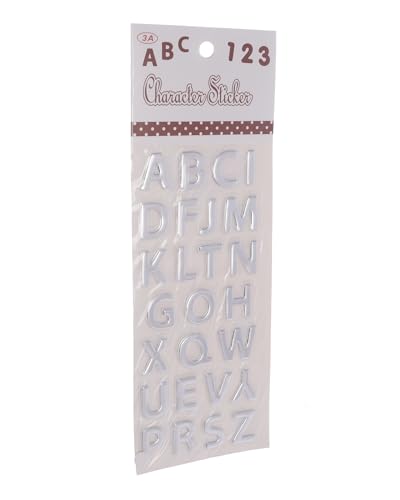 3A
ABC 123
Character Sticker
ABCI
DFJM
KLTN
GOH
XQW
UEVY
PRSZ